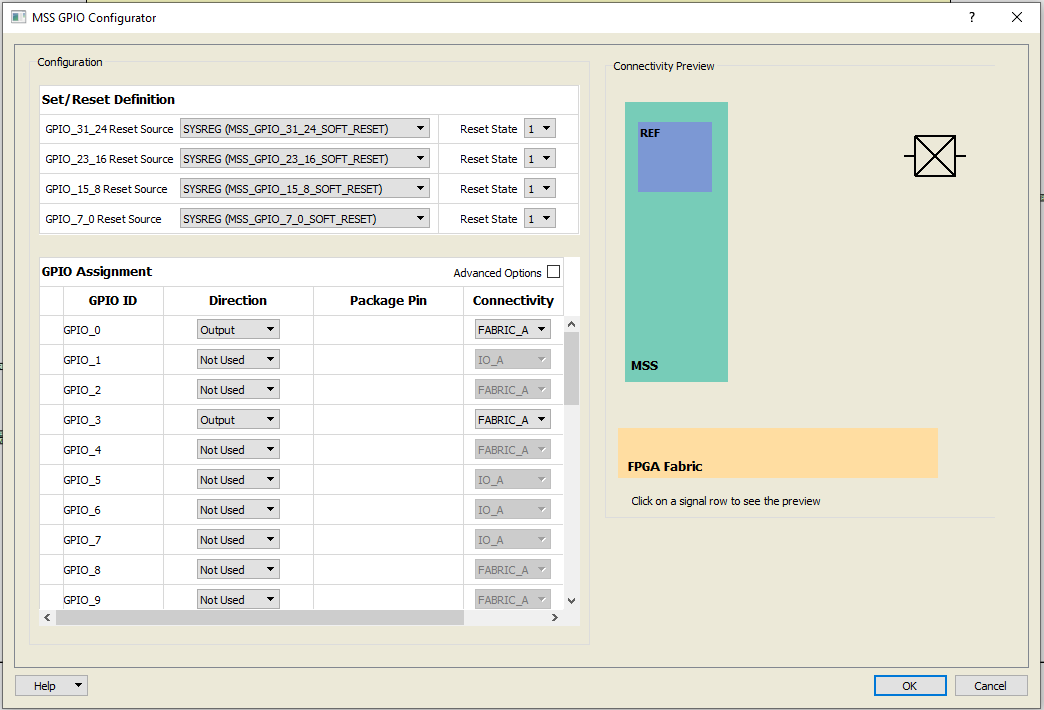 MSS GPIO Configurator
?
Configuration
Set/Reset Definition
GPIO_31_24 Reset Source SYSREG (MSS_GPIO_31_24_SOFT_RESET) Reset State 1
GPIO_23_16 Reset Source SYSREG (MSS_GPIO_23_16_SOFT_RESET) Reset State 1
GPIO_15_8 Reset Source SYSREG (MSS_GPIO_15_8_SOFT_RESET) Reset State 1
GPIO_7_0 Reset Source SYSREG (MSS_GPIO_7_0_SOFT_RESET) Reset State 1
GPIO Assignment Advanced Options
GPIO ID Direction Package Pin Connectivity
GPIO_0 Output FABRIC_A
GPIO_1 Not Used IO_A
GPIO_2 Not Used FABRIC_A
GPIO_3 Output FABRIC_A
GPIO_4 Not Used FABRIC_A
GPIO_5 Not Used IO_A
GPIO_6 Not Used IO_A
GPIO_7 Not Used IO_A
GPIO_8 Not Used FABRIC_A
GPIO_9 Not Used FABRIC_A
Connectivity Preview
REF
MSS
FPGA Fabric
Click on a signal row to see the preview
Help OK Cancel